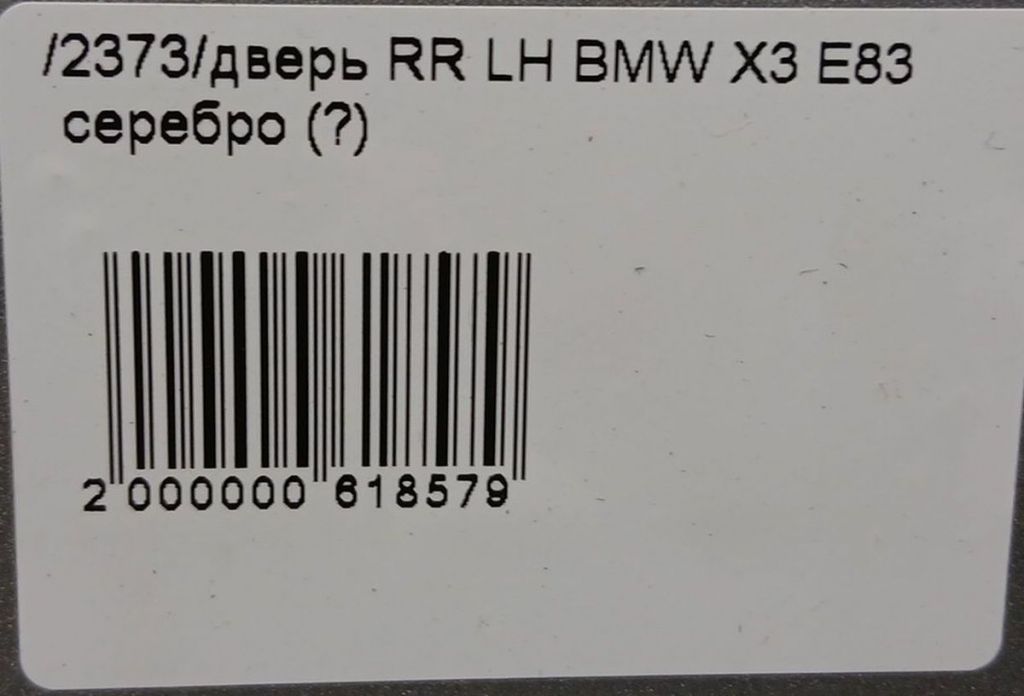 /2373/дверь RR LH BMW X3 E83
серебро (?)
2 000000 618579